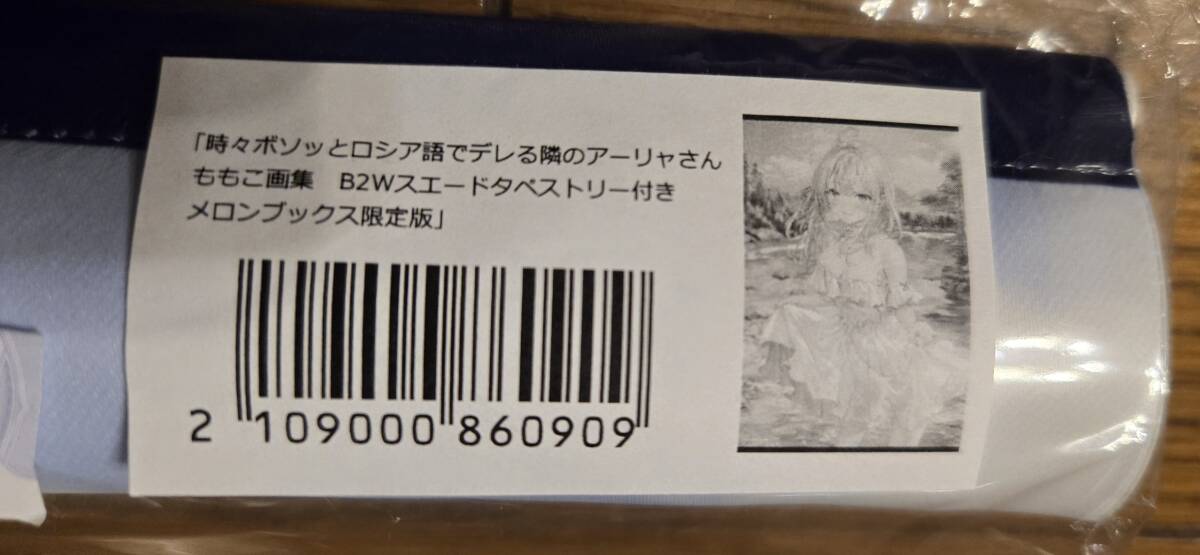 「時々ボソッとロシア語でデレる隣のアーリャさん
ももこ画集　B2Wスエードタペストリー付き
メロンブックス限定版」
2 109000 860909